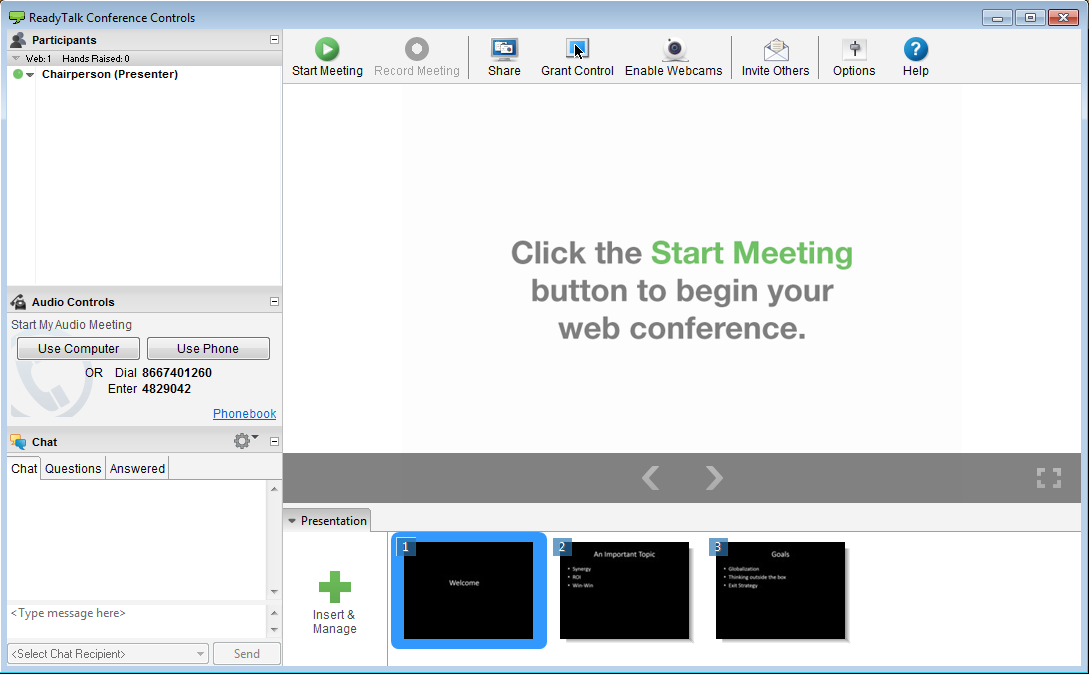 ReadyTalk Conference Controls
Participants
Web:1 Hands Raised:0
Chairperson (Presenter)
Start Meeting
Record Meeting
Share
Grant Control
Enable Webcams
Invite Others
Options
?
Help
Click the Start Meeting
button to begin your
web conference.
Audio Controls
Start My Audio Meeting
Use Computer
Use Phone
OR Dial 8667401260
Enter 4829042
Phonebook
Chat
Chat
Questions
Answered
<Type message here>
<Select Chat Recipient>
Send
Presentation
Insert &
Manage
1
Welcome
2
An Important Topic
• Synergy
• ROI
• Win-Win
3
Goals
• Globalization
• Thinking outside the box
• Exit Strategy